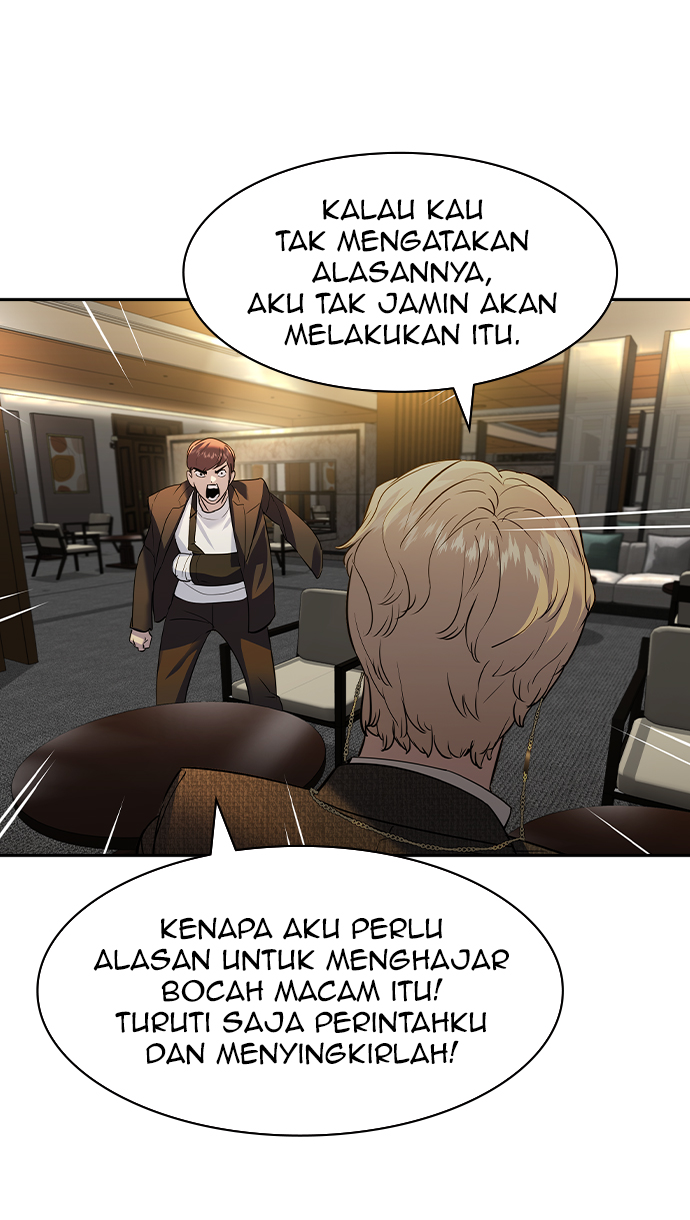 KALAU KAU
TAK MENGATAKAN
ALASANNYA,
AKU TAK JAMIN AKAN
MELAKUKAN ITU.
KENAPA AKU PERLU
ALASAN UNTUK MENGHAJAR
BOCAH MACAM ITU!
TURUTI SAJA PERINTAHKU
DAN MENYINGKIRLAH!